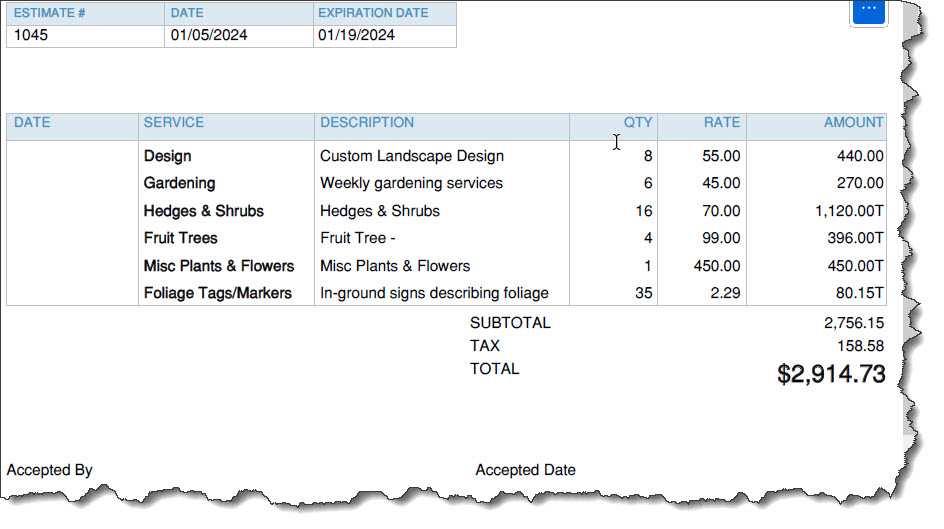 ESTIMATE # DATE EXPIRATION DATE
1045 01/05/2024 01/19/2024
DATE SERVICE DESCRIPTION QTY RATE AMOUNT
Design Custom Landscape Design 8 55.00 440.00
Gardening Weekly gardening services 6 45.00 270.00
Hedges & Shrubs Hedges & Shrubs 16 70.00 1,120.00T
Fruit Trees Fruit Tree - 4 99.00 396.00T
Misc Plants & Flowers Misc Plants & Flowers 1 450.00 450.00T
Foliage Tags/Markers In-ground signs describing foliage 35 2.29 80.15T
SUBTOTAL 2,756.15
TAX 158.58
TOTAL $2,914.73
Accepted By Accepted Date